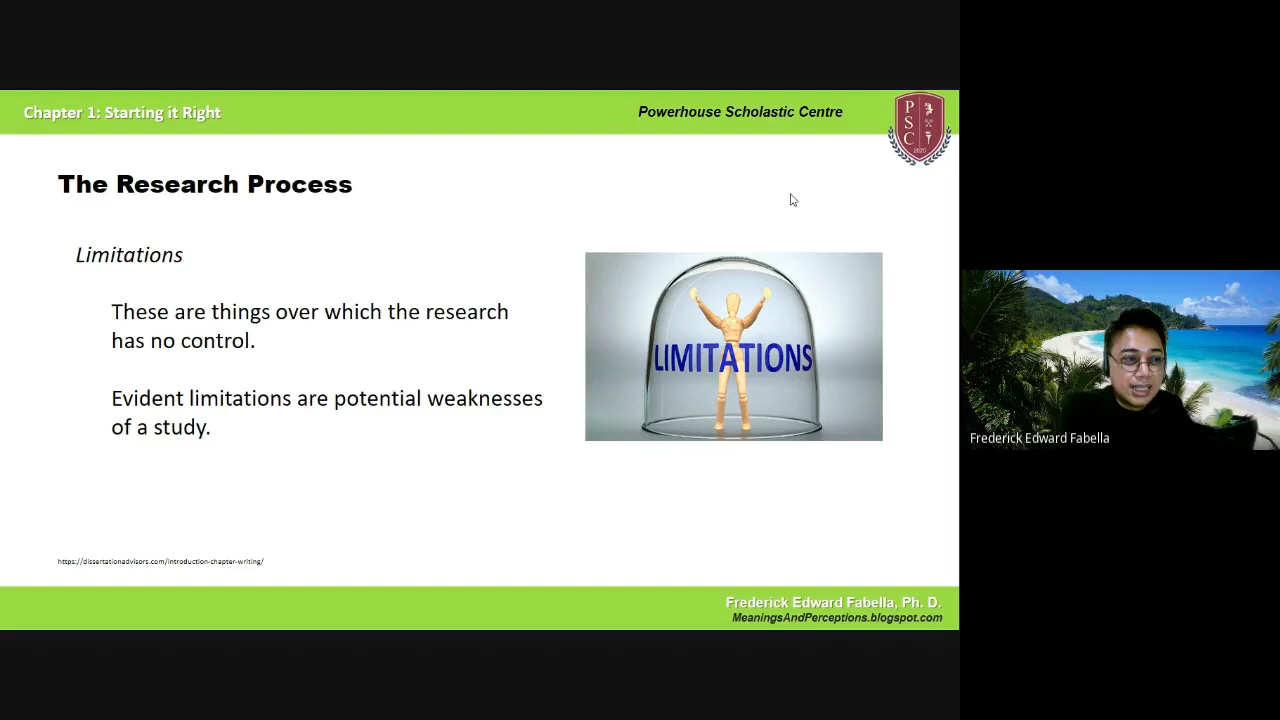 Chapter 1: Starting it Right
Powerhouse Scholastic Centre
P
S
C
2020
The Research Process
Limitations
These are things over which the research
has no control.
Evident limitations are potential weaknesses
of a study.
LIMITATIONS
https://dissertationadvisors.com/introduction-chapter-writing/
Frederick Edward Fabella, Ph. D.
MeaningsAndPerceptions.blogspot.com
Frederick Edward Fabella